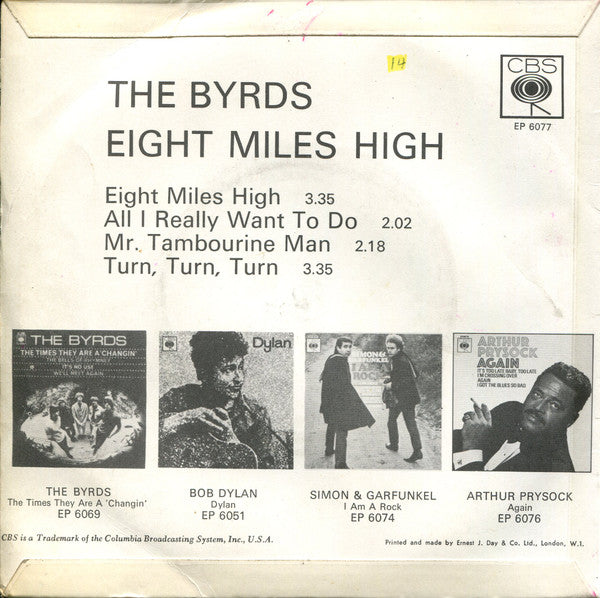 14
CBS
EP 6077
THE BYRDS
EIGHT MILES HIGH
Eight Miles High 3.35
All I Really Want To Do 2.02
Mr. Tambourine Man 2.18
Turn, Turn, Turn 3.35
THE BYRDS
THE TIMES THEY ARE A CHANGIN'
THE BELLS OF RHYMNEY
IT'S NO USE
WE'LL MEET AGAIN
Dylan
SIMON &
GARFUNKEL
I AM A
ROCK
ARTHUR
PRYSOCK
AGAIN
IT'S TOO LATE BABY, TOO LATE
I'M CROSSING OVER
AGAIN
I GOT THE BLUES SO BAD
THE BYRDS
The Times They Are A 'Changin'
EP 6069
BOB DYLAN
Dylan
EP 6051
SIMON & GARFUNKEL
I Am A Rock
EP 6074
ARTHUR PRYSOCK
Again
EP 6076
CBS is a Trademark of the Columbia Broadcasting System, Inc., U.S.A.
Printed and made by Ernest J. Day & Co. Ltd., London, W.1.